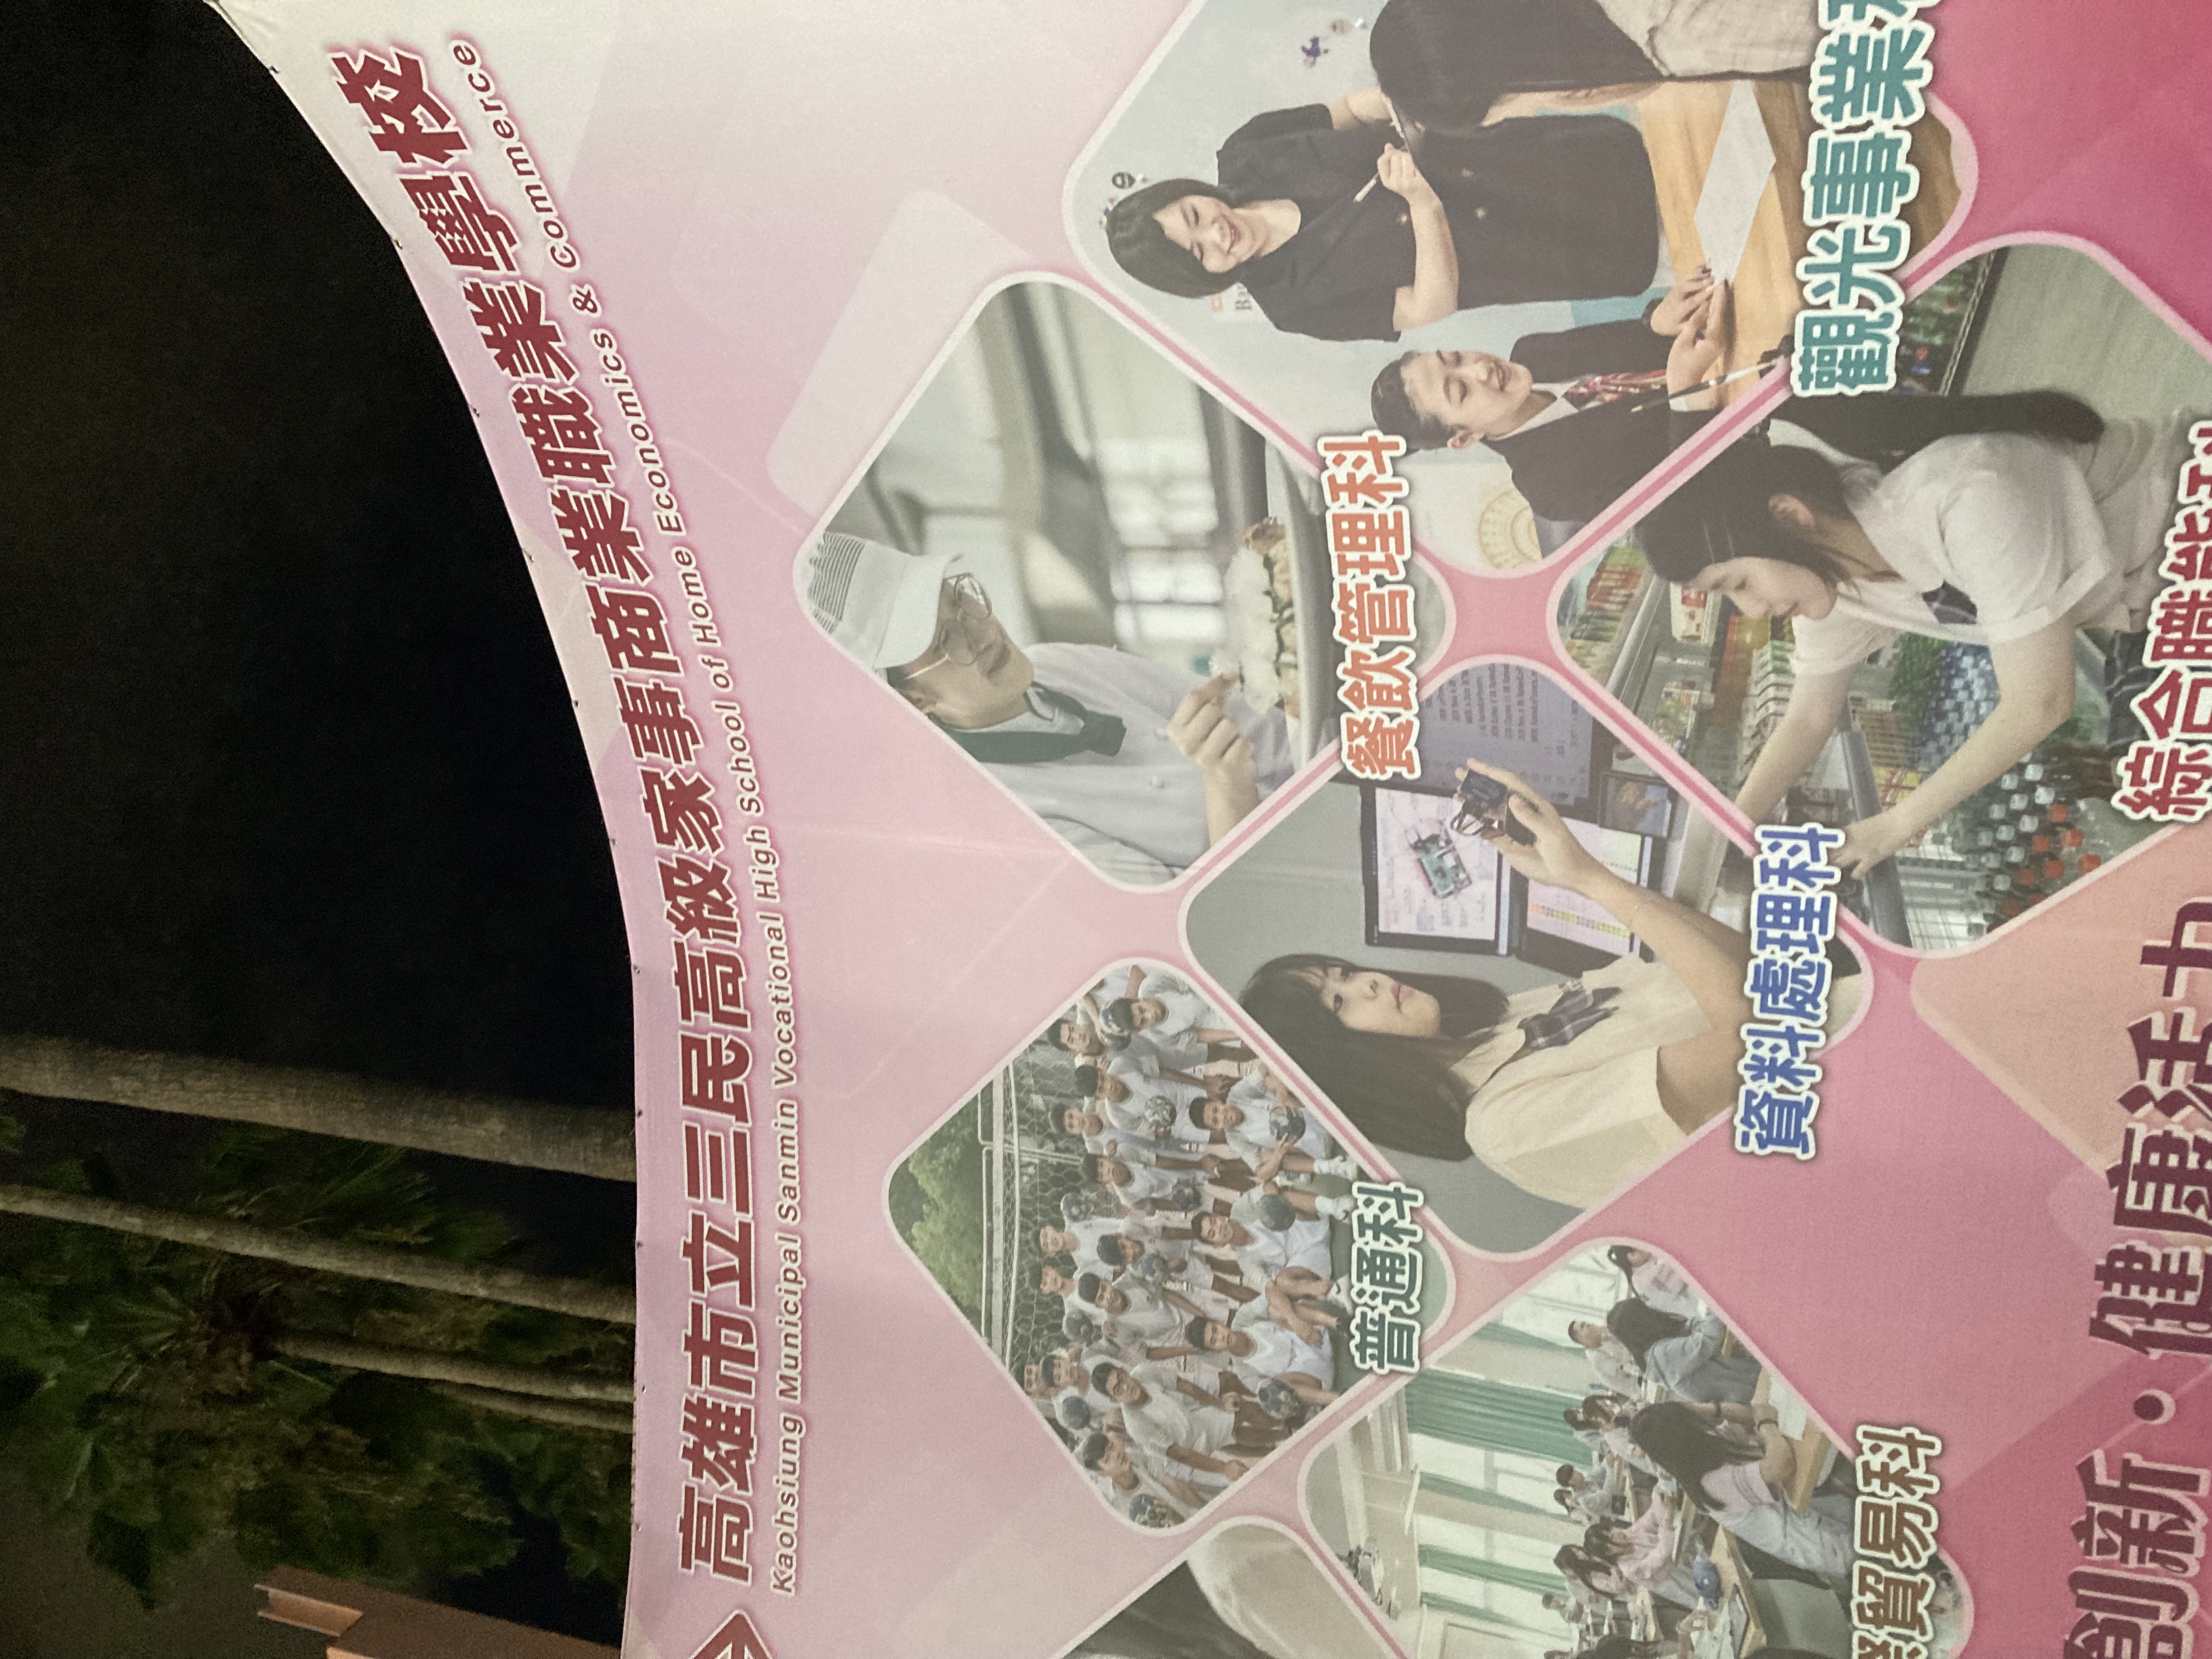 高雄市立三民高級家事商業職業學校
Kaohsiung Municipal Sanmin Vocational High School of Home Economics & Commerce
普通科
餐飲管理科
資料處理科
觀光事業科
際貿易科
綜合職能科
創新・健康活力